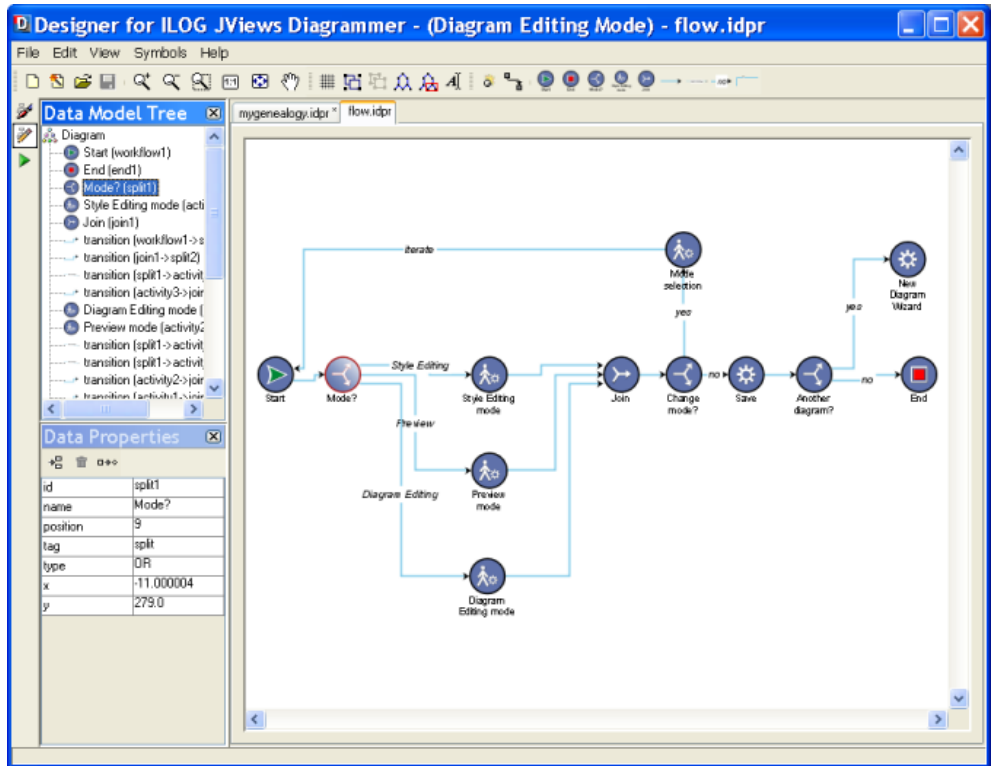 Designer for ILOG JViews Diagrammer - (Diagram Editing Mode) - flow.idpr
File Edit View Symbols Help
1:1
Data Model Tree
Diagram
Start (workflow1)
End (end1)
Mode? (split1)
Style Editing mode (acti
Join (join1)
transition (workflow1->s
transition (join1->split2)
transition (split1->activit
transition (activity3->joir
Diagram Editing mode (
Preview mode (activity2
transition (split1->activit
transition (split1->activit
transition (activity2->joir
transition (activity1->join
Data Properties
id split1
name Mode?
position 9
tag split
type OR
x -11.000004
y 279.0
mygenealogy.idpr * flow.idpr
Iterate
Mode
selection
yes
New
Diagram
Wizard
yes
Start
Mode?
Style Editing
Style Editing
mode
Join
Change
mode?
no
Save
Another
diagram?
no
End
Preview
Preview
mode
Diagram Editing
Diagram
Editing mode